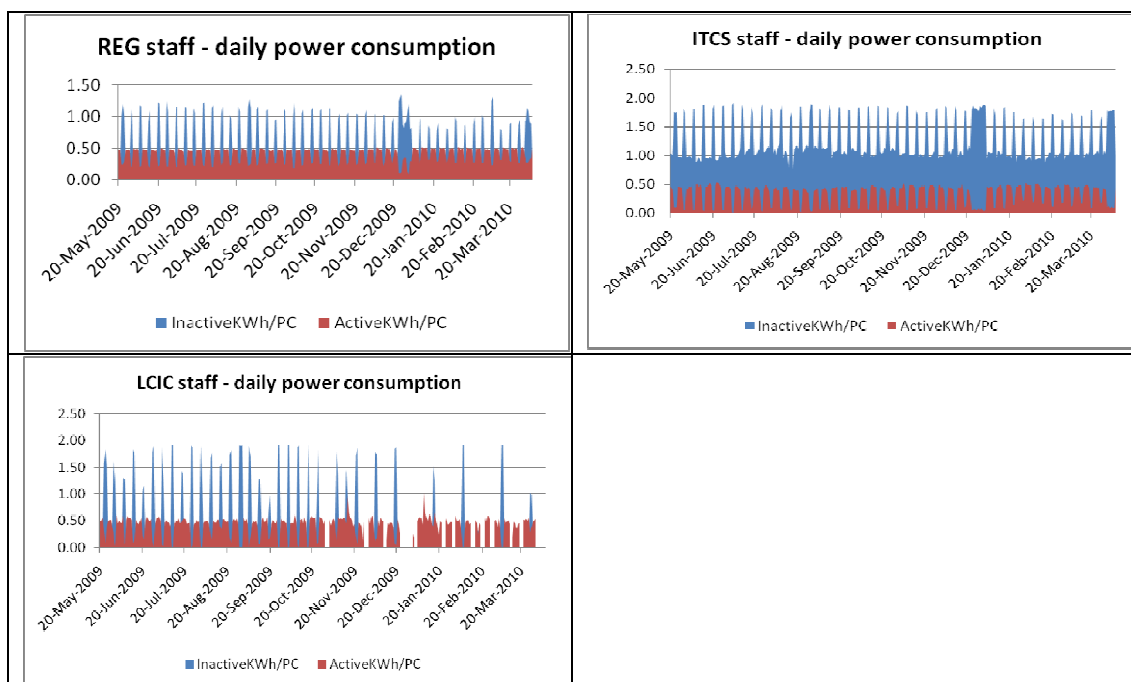 REG staff - daily power consumption
1.50
1.00
0.50
0.00
20-May-2009
20-Jun-2009
20-Jul-2009
20-Aug-2009
20-Sep-2009
20-Oct-2009
20-Nov-2009
20-Dec-2009
20-Jan-2010
20-Feb-2010
20-Mar-2010
InactiveKWh/PC
ActiveKWh/PC
ITCS staff - daily power consumption
2.50
2.00
1.50
1.00
0.50
0.00
20-May-2009
20-Jun-2009
20-Jul-2009
20-Aug-2009
20-Sep-2009
20-Oct-2009
20-Nov-2009
20-Dec-2009
20-Jan-2010
20-Feb-2010
20-Mar-2010
InactiveKWh/PC
ActiveKWh/PC
LCIC staff - daily power consumption
2.50
2.00
1.50
1.00
0.50
0.00
20-May-2009
20-Jun-2009
20-Jul-2009
20-Aug-2009
20-Sep-2009
20-Oct-2009
20-Nov-2009
20-Dec-2009
20-Jan-2010
20-Feb-2010
20-Mar-2010
InactiveKWh/PC
ActiveKWh/PC